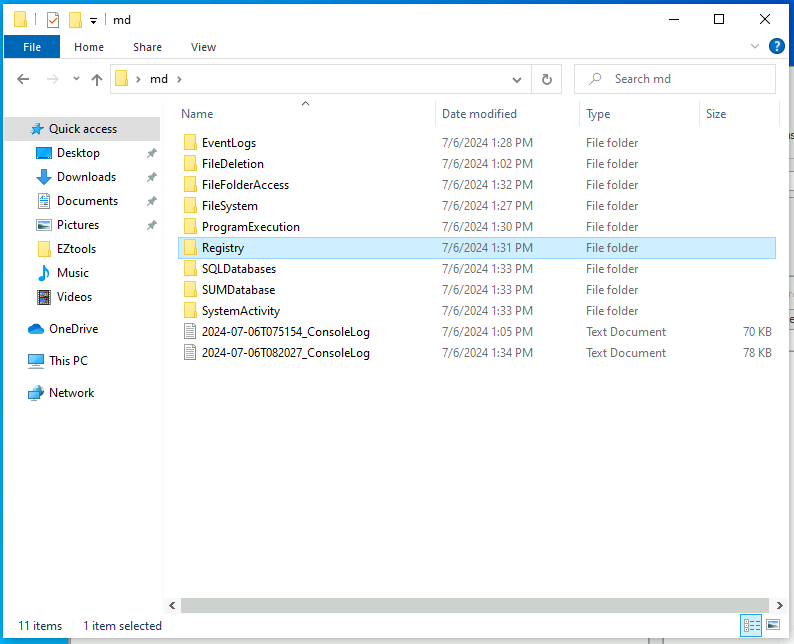 md
File Home Share View
md Search md
Name Date modified Type Size
Quick access
Desktop
Downloads
Documents
Pictures
EZtools
Music
Videos
OneDrive
This PC
Network
EventLogs 7/6/2024 1:28 PM File folder
FileDeletion 7/6/2024 1:02 PM File folder
FileFolderAccess 7/6/2024 1:32 PM File folder
FileSystem 7/6/2024 1:27 PM File folder
ProgramExecution 7/6/2024 1:30 PM File folder
Registry 7/6/2024 1:31 PM File folder
SQLDatabases 7/6/2024 1:33 PM File folder
SUMDatabase 7/6/2024 1:33 PM File folder
SystemActivity 7/6/2024 1:33 PM File folder
2024-07-06T075154_ConsoleLog 7/6/2024 1:05 PM Text Document 70 KB
2024-07-06T082027_ConsoleLog 7/6/2024 1:34 PM Text Document 78 KB
11 items 1 item selected